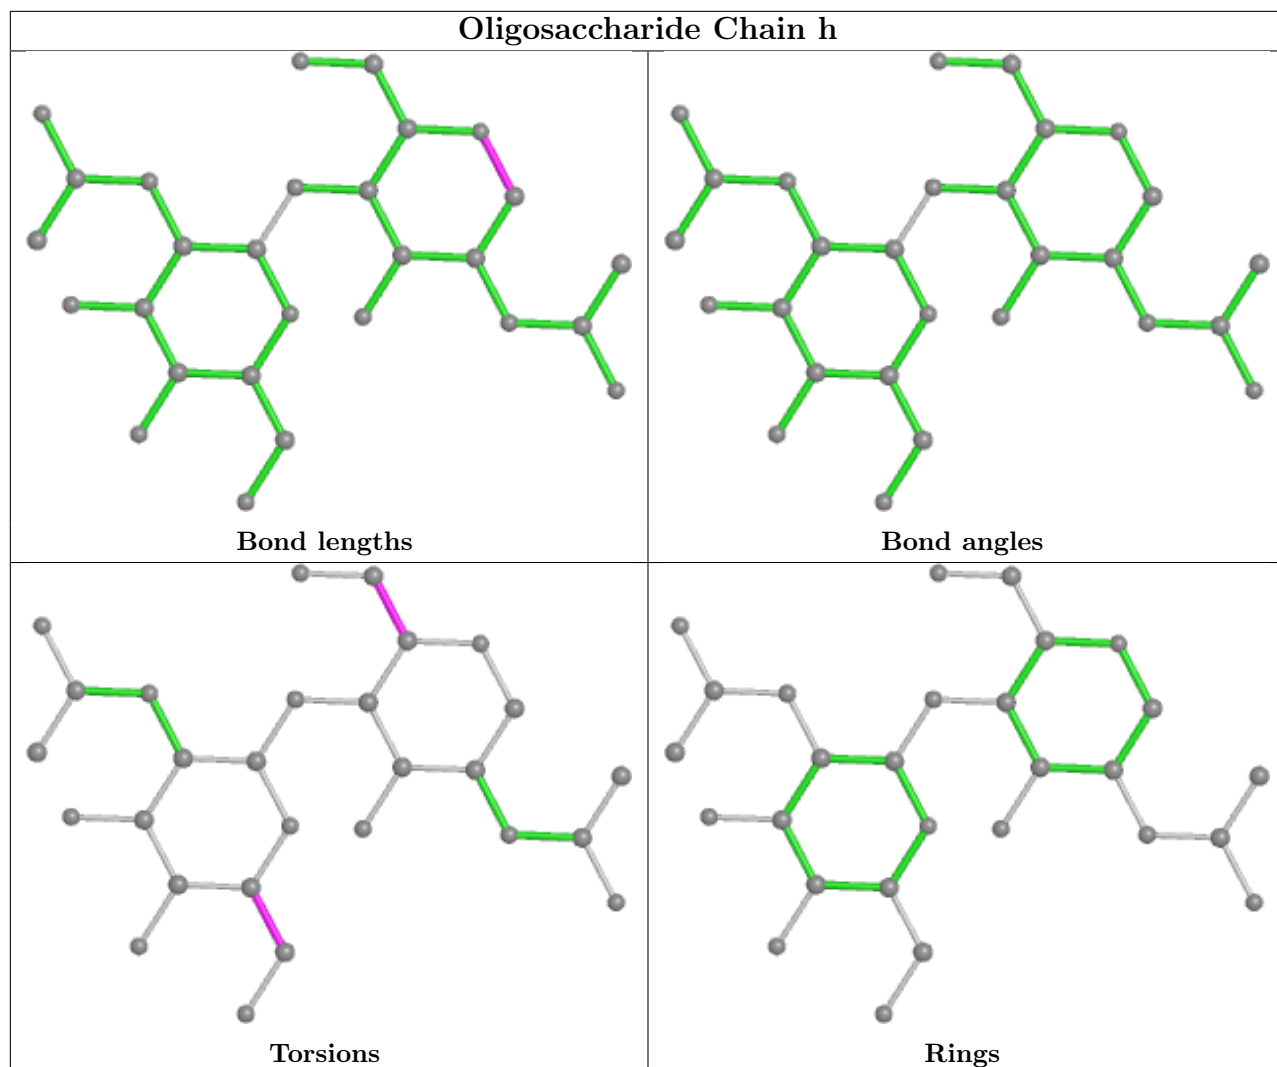 Oligosaccharide Chain h
Bond lengths
Bond angles
Torsions
Rings